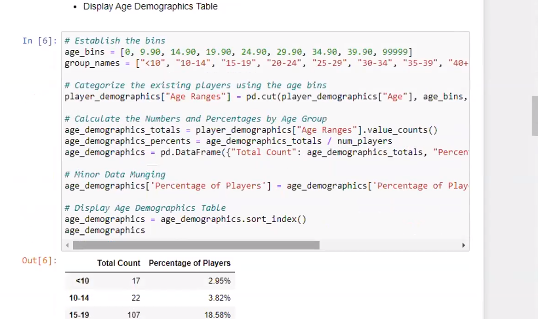 Display Age Demographics Table
In [6]: # Establish the bins
age_bins = [0, 9.90, 14.90, 19.90, 24.90, 29.90, 34.90, 39.90, 99999]
group_names = ["<10", "10-14", "15-19", "20-24", "25-29", "30-34", "35-39", "40+
# Categorize the existing players using the age bins
player_demographics["Age Ranges"] = pd.cut(player_demographics["Age"], age_bins,
# Calculate the Numbers and Percentages by Age Group
age_demographics_totals = player_demographics["Age Ranges"].value_counts()
age_demographics_percents = age_demographics_totals / num_players
age_demographics = pd.DataFrame({"Total Count": age_demographics_totals, "Percen
# Minor Data Munging
age_demographics['Percentage of Players'] = age_demographics['Percentage of Play
# Display Age Demographics Table
age_demographics = age_demographics.sort_index()
age_demographics
Out[6]:
Total Count Percentage of Players
<10 17 2.95%
10-14 22 3.82%
15-19 107 18.58%